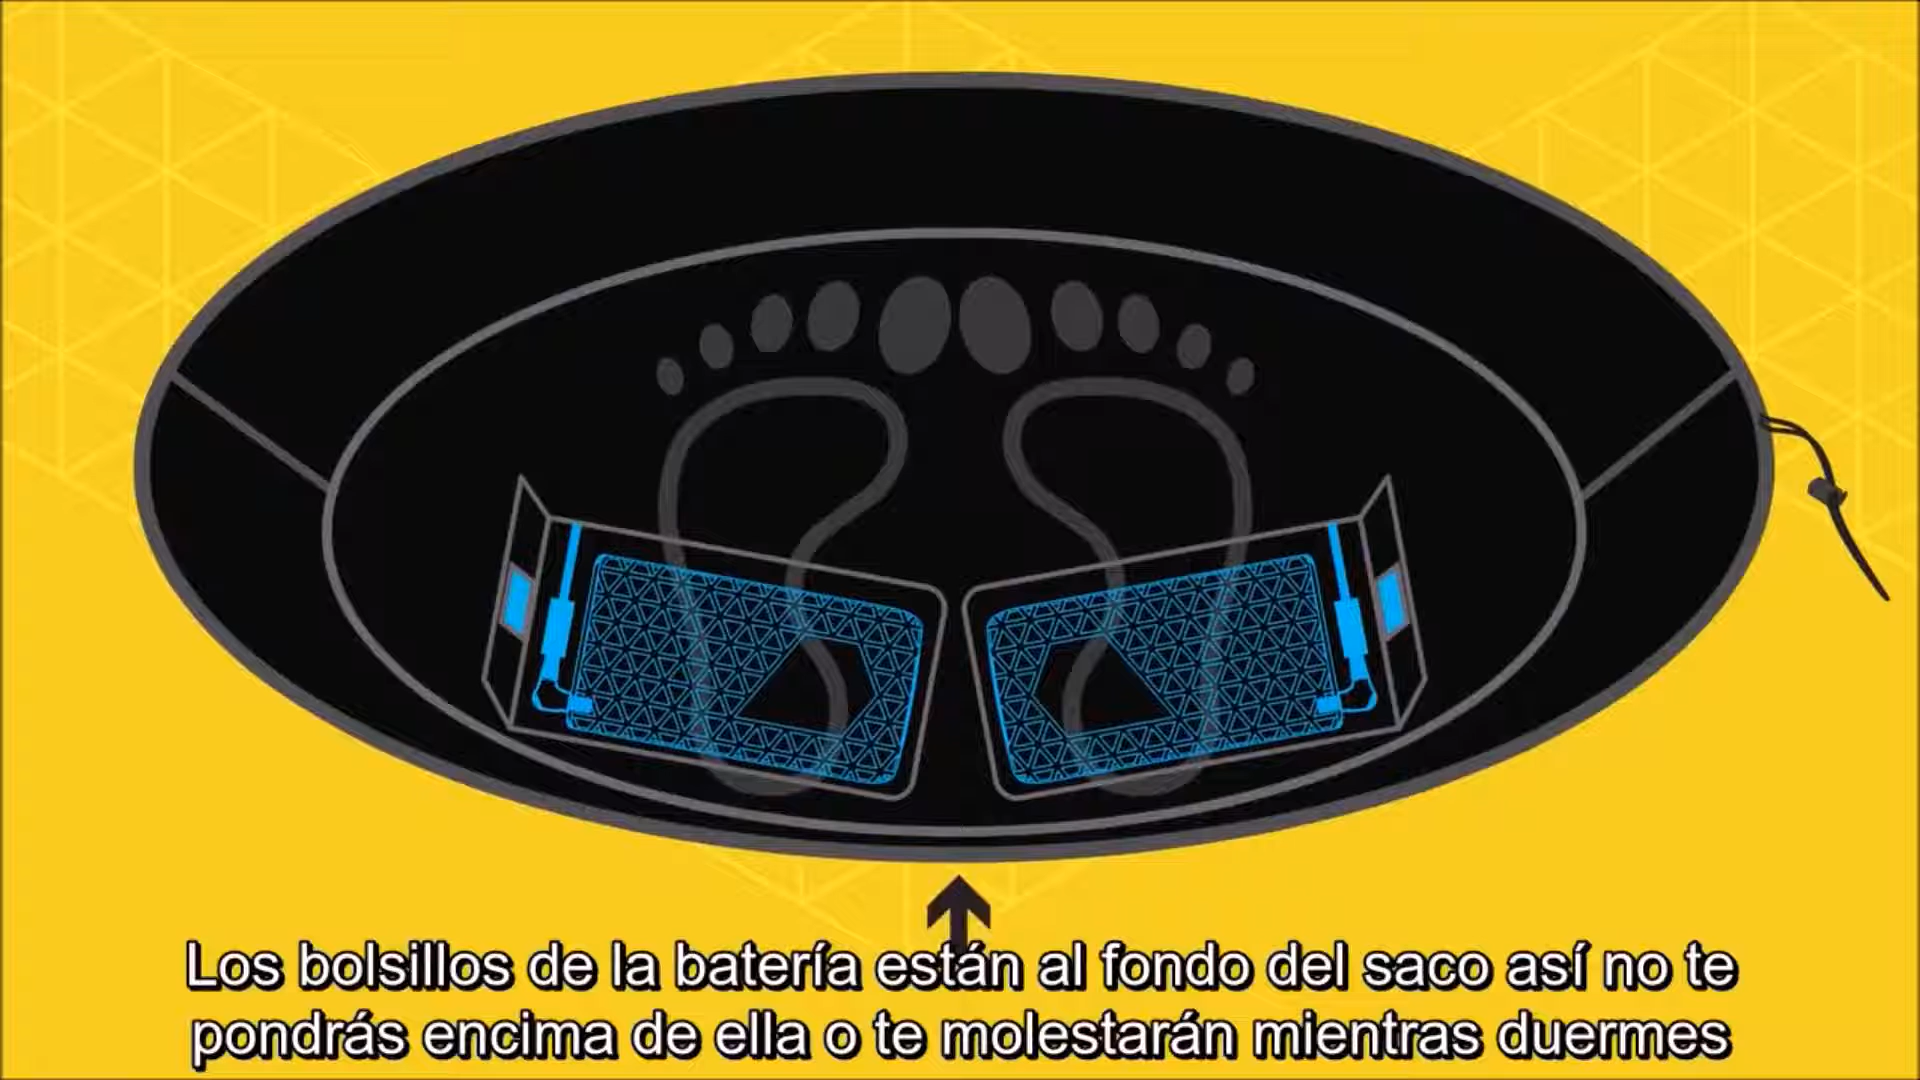 Los bolsillos de la batería están al fondo del saco así no te
pondrás encima de ella o te molestarán mientras duermes